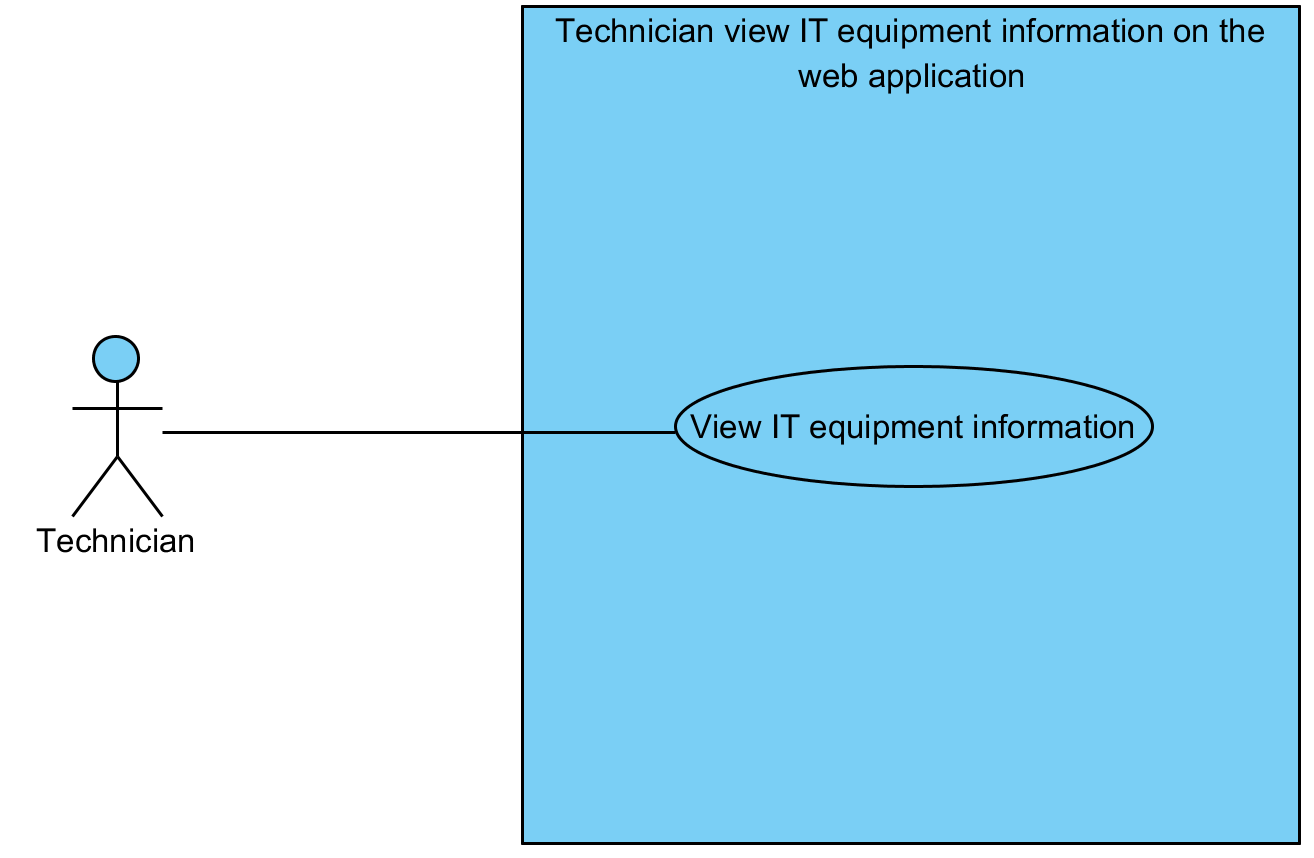 Technician view IT equipment information on the
web application
View IT equipment information
Technician